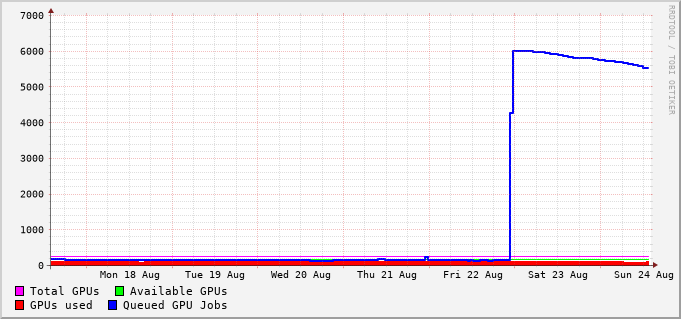 7000
6000
5000
4000
3000
2000
1000
0
Mon 18 Aug Tue 19 Aug Wed 20 Aug Thu 21 Aug Fri 22 Aug Sat 23 Aug Sun 24 Aug
Total GPUs Available GPUs
GPUs used Queued GPU Jobs
RRDTOOL / TOBI OETIKER